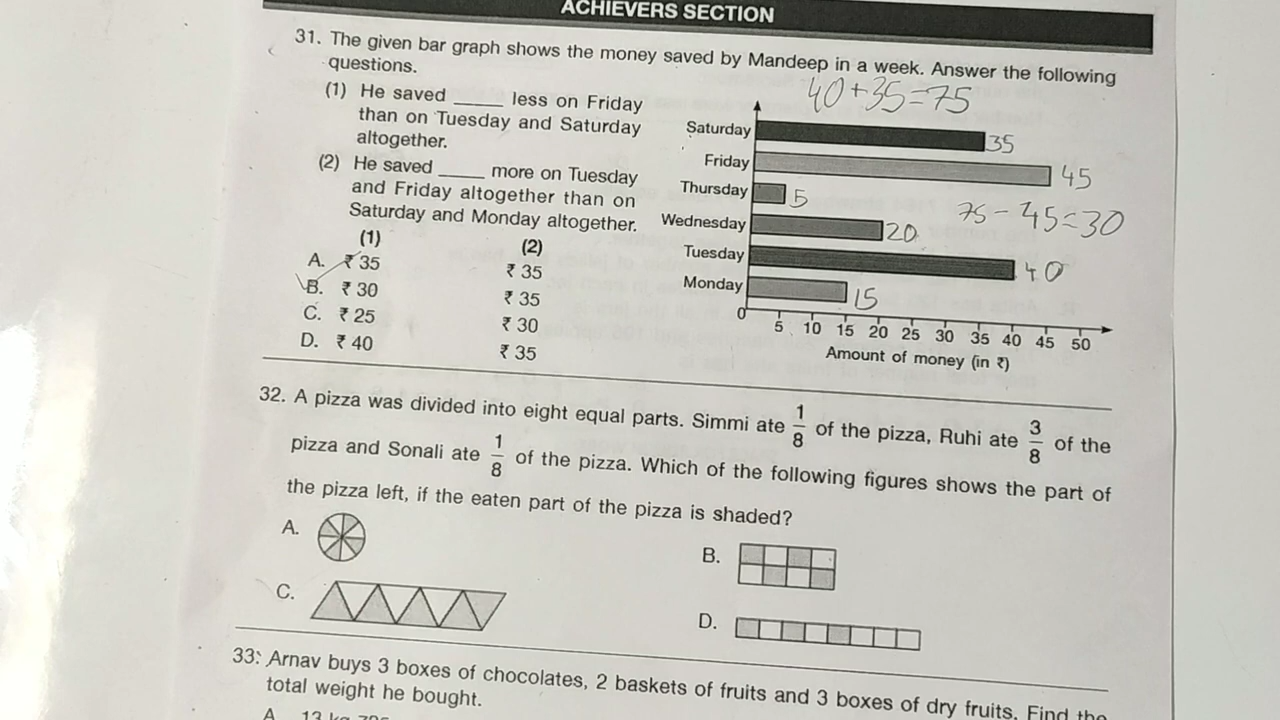 ACHIEVERS SECTION
31. The given bar graph shows the money saved by Mandeep in a week. Answer the following
questions.
40+35=75
(1) He saved _____ less on Friday
than on Tuesday and Saturday
altogether.
(2) He saved _____ more on Tuesday
and Friday altogether than on
Saturday and Monday altogether.
(1) (2)
A. ₹ 35 ₹ 35
B. ₹ 30 ₹ 35
C. ₹ 25 ₹ 30
D. ₹ 40 ₹ 35
Saturday 35
Friday 45
Thursday 5
75-45=30
Wednesday 20
Tuesday 40
Monday 15
0 5 10 15 20 25 30 35 40 45 50
Amount of money (in ₹)
32. A pizza was divided into eight equal parts. Simmi ate 1/8 of the pizza, Ruhi ate 3/8 of the
pizza and Sonali ate 1/8 of the pizza. Which of the following figures shows the part of
the pizza left, if the eaten part of the pizza is shaded?
A. B.
C. D.
33. Arnav buys 3 boxes of chocolates, 2 baskets of fruits and 3 boxes of dry fruits. Find the
total weight he bought.
A 13 kg